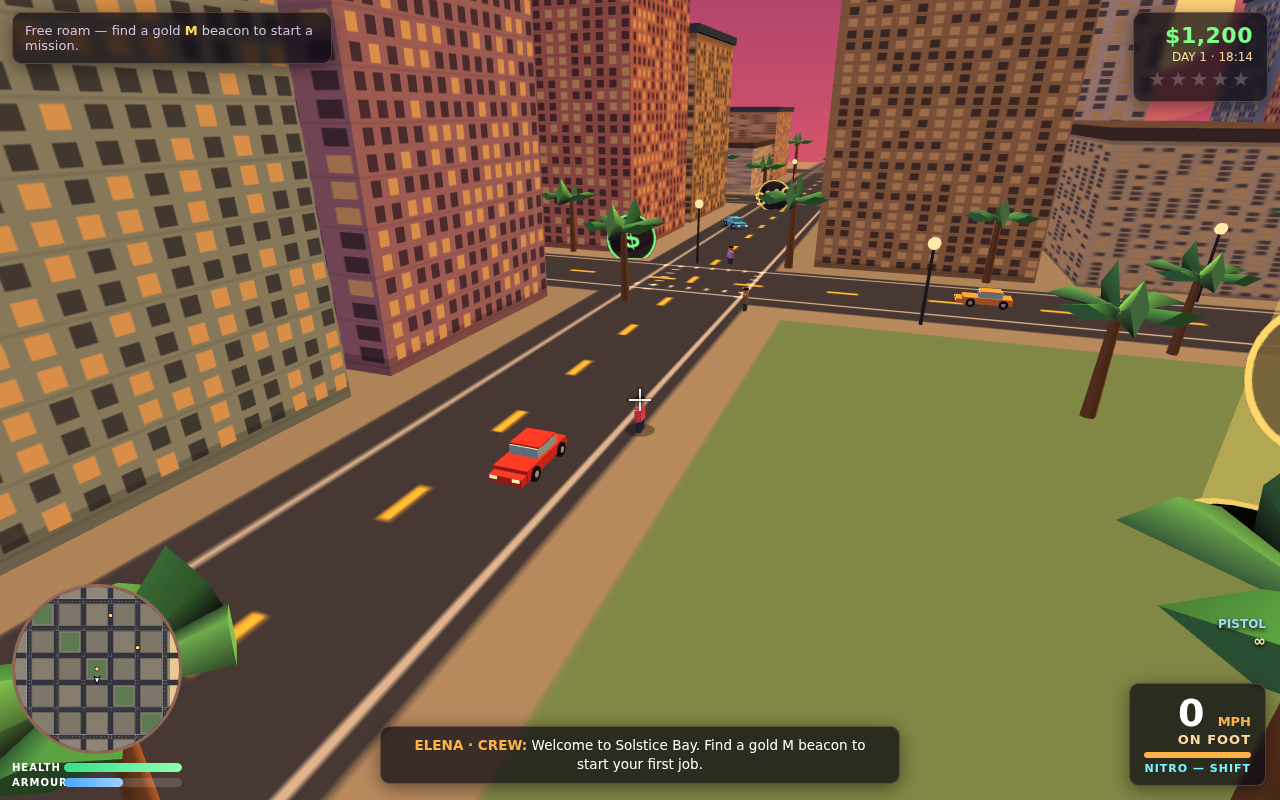 Free roam — find a gold M beacon to start a
mission.
$1,200
DAY 1 · 18:14
$
PISTOL
∞
0 MPH
ON FOOT
NITRO — SHIFT
ELENA · CREW: Welcome to Solstice Bay. Find a gold M beacon to
start your first job.
HEALTH
ARMOUR